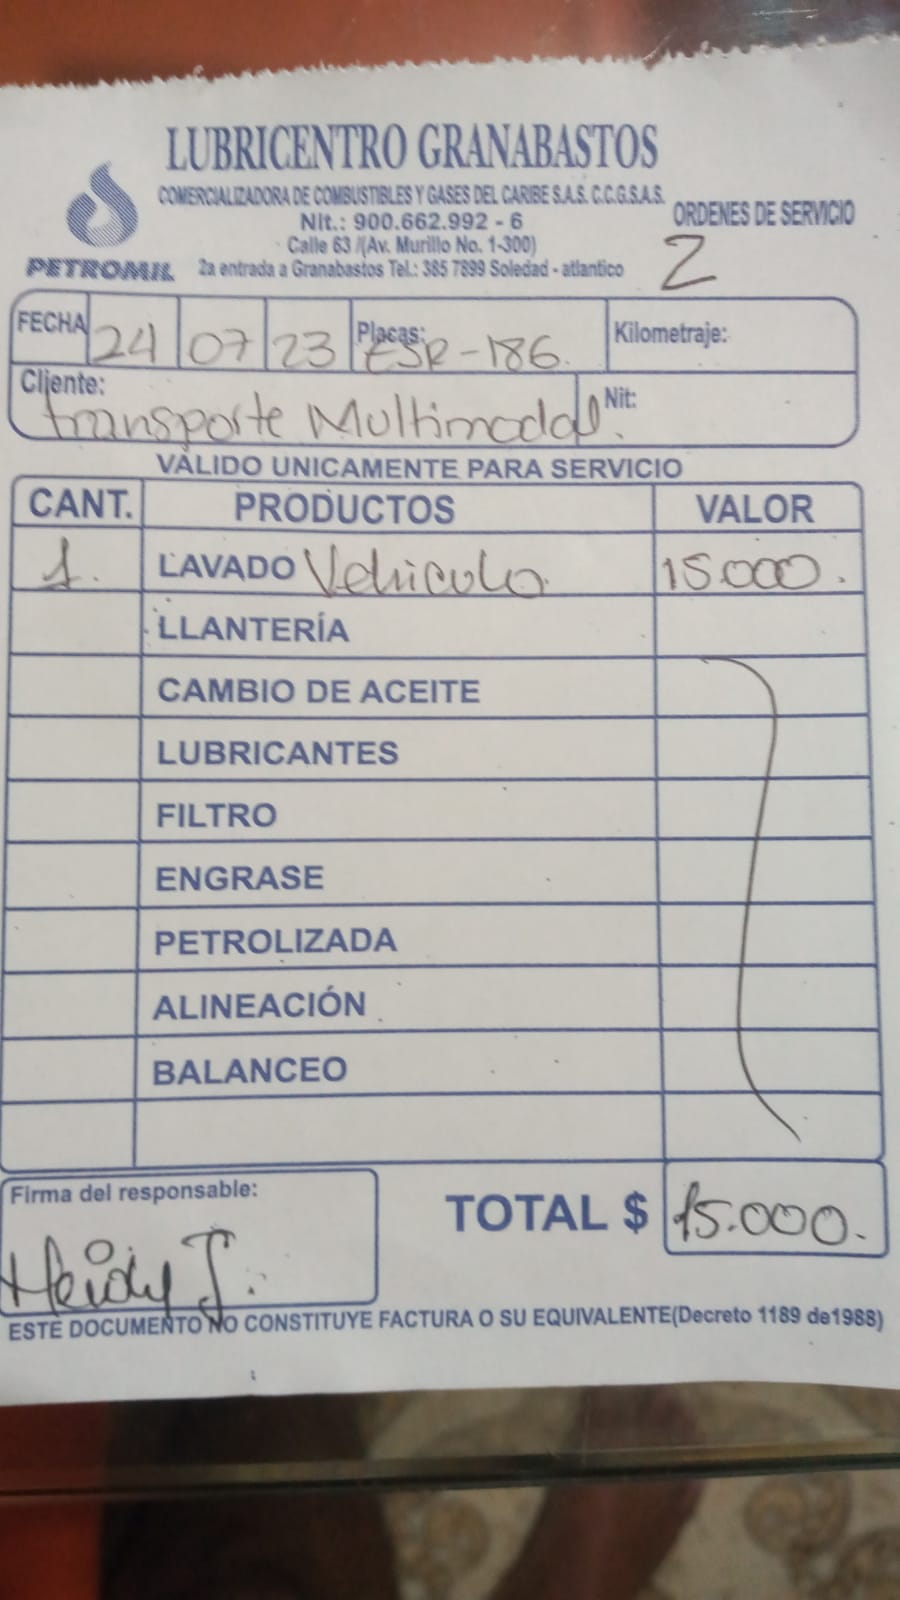 LUBRICENTRO GRANABASTOS
COMERCIALIZADORA DE COMBUSTIBLES Y GASES DEL CARIBE S.A.S. C.C.G.S.A.S.
Nit.: 900.662.992 - 6
Calle 63 /(Av. Murillo No. 1-300)
2a entrada a Granabastos Tel.: 385 7899 Soledad - atlantico
PETROMIL
ORDENES DE SERVICIO
2
FECHA 24 07 23 Placas: ESR-186. Kilometraje:
Cliente: transporte Multimodal. Nit:
VÁLIDO UNICAMENTE PARA SERVICIO
CANT. PRODUCTOS VALOR
1. LAVADO Vehiculo. 15.000.
LLANTERÍA
CAMBIO DE ACEITE
LUBRICANTES
FILTRO
ENGRASE
PETROLIZADA
ALINEACIÓN
BALANCEO
Firma del responsable:
Heidy J.
TOTAL $ 15.000.
ESTE DOCUMENTO NO CONSTITUYE FACTURA O SU EQUIVALENTE(Decreto 1189 de1988)